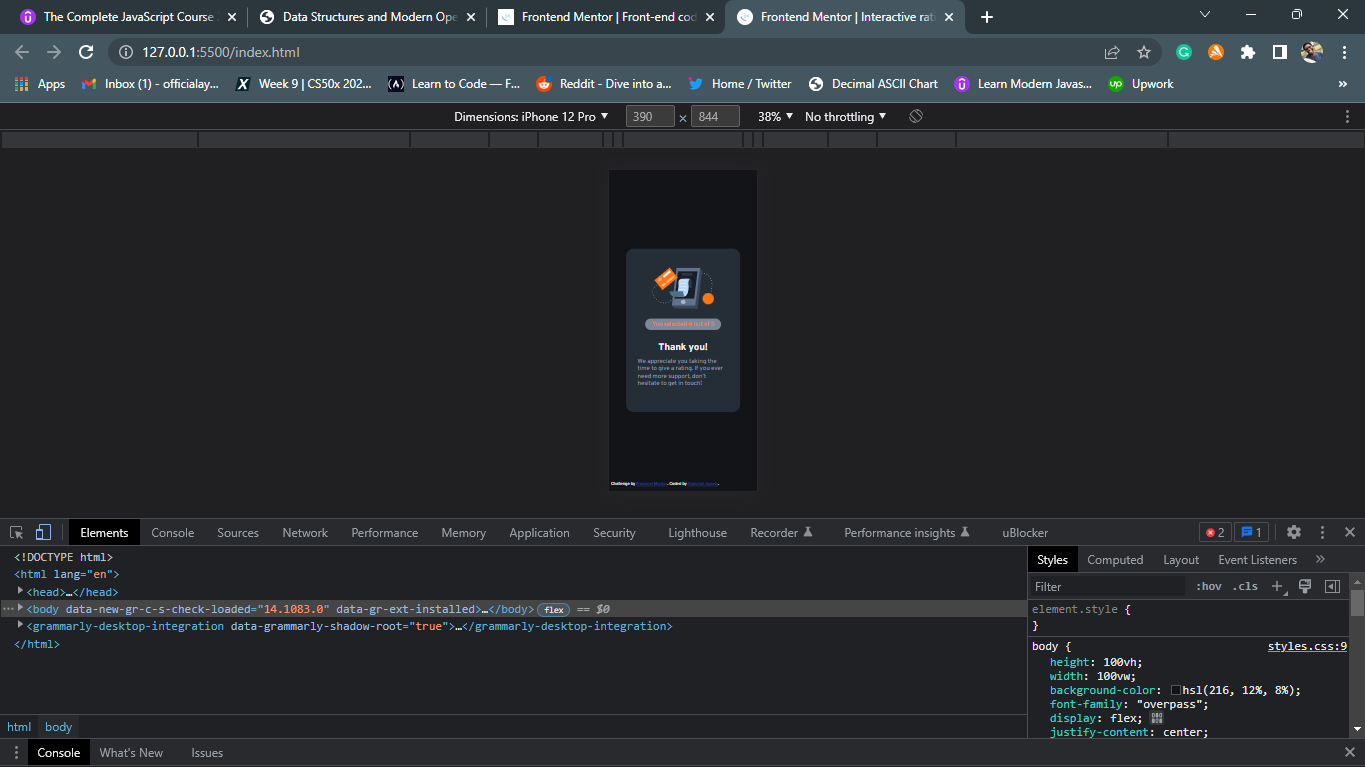 The Complete JavaScript Course
Data Structures and Modern Ope
Frontend Mentor | Front-end cod
Frontend Mentor | Interactive rati
127.0.0.1:5500/index.html
Apps
Inbox (1) - officialay...
Week 9 | CS50x 202...
Learn to Code — F...
Reddit - Dive into a...
Home / Twitter
Decimal ASCII Chart
Learn Modern Javas...
Upwork
»
Dimensions: iPhone 12 Pro
390 × 844
38%
No throttling
You selected 4 out of 5
Thank you!
We appreciate you taking the
time to give a rating. If you ever
need more support, don't
hesitate to get in touch!
Challenge by Frontend Mentor. Coded by
Elements
Console
Sources
Network
Performance
Memory
Application
Security
Lighthouse
Recorder
Performance insights
uBlocker
2
1
<!DOCTYPE html>
<html lang="en">
<head>…</head>
<body data-new-gr-c-s-check-loaded="14.1083.0" data-gr-ext-installed>…</body> flex == $0
<grammarly-desktop-integration data-grammarly-shadow-root="true">…</grammarly-desktop-integration>
</html>
html
body
Styles
Computed
Layout
Event Listeners
»
Filter
:hov
.cls
element.style {
}
body {
styles.css:9
height: 100vh;
width: 100vw;
background-color: hsl(216, 12%, 8%);
font-family: "overpass";
display: flex;
justify-content: center;
Console
What's New
Issues